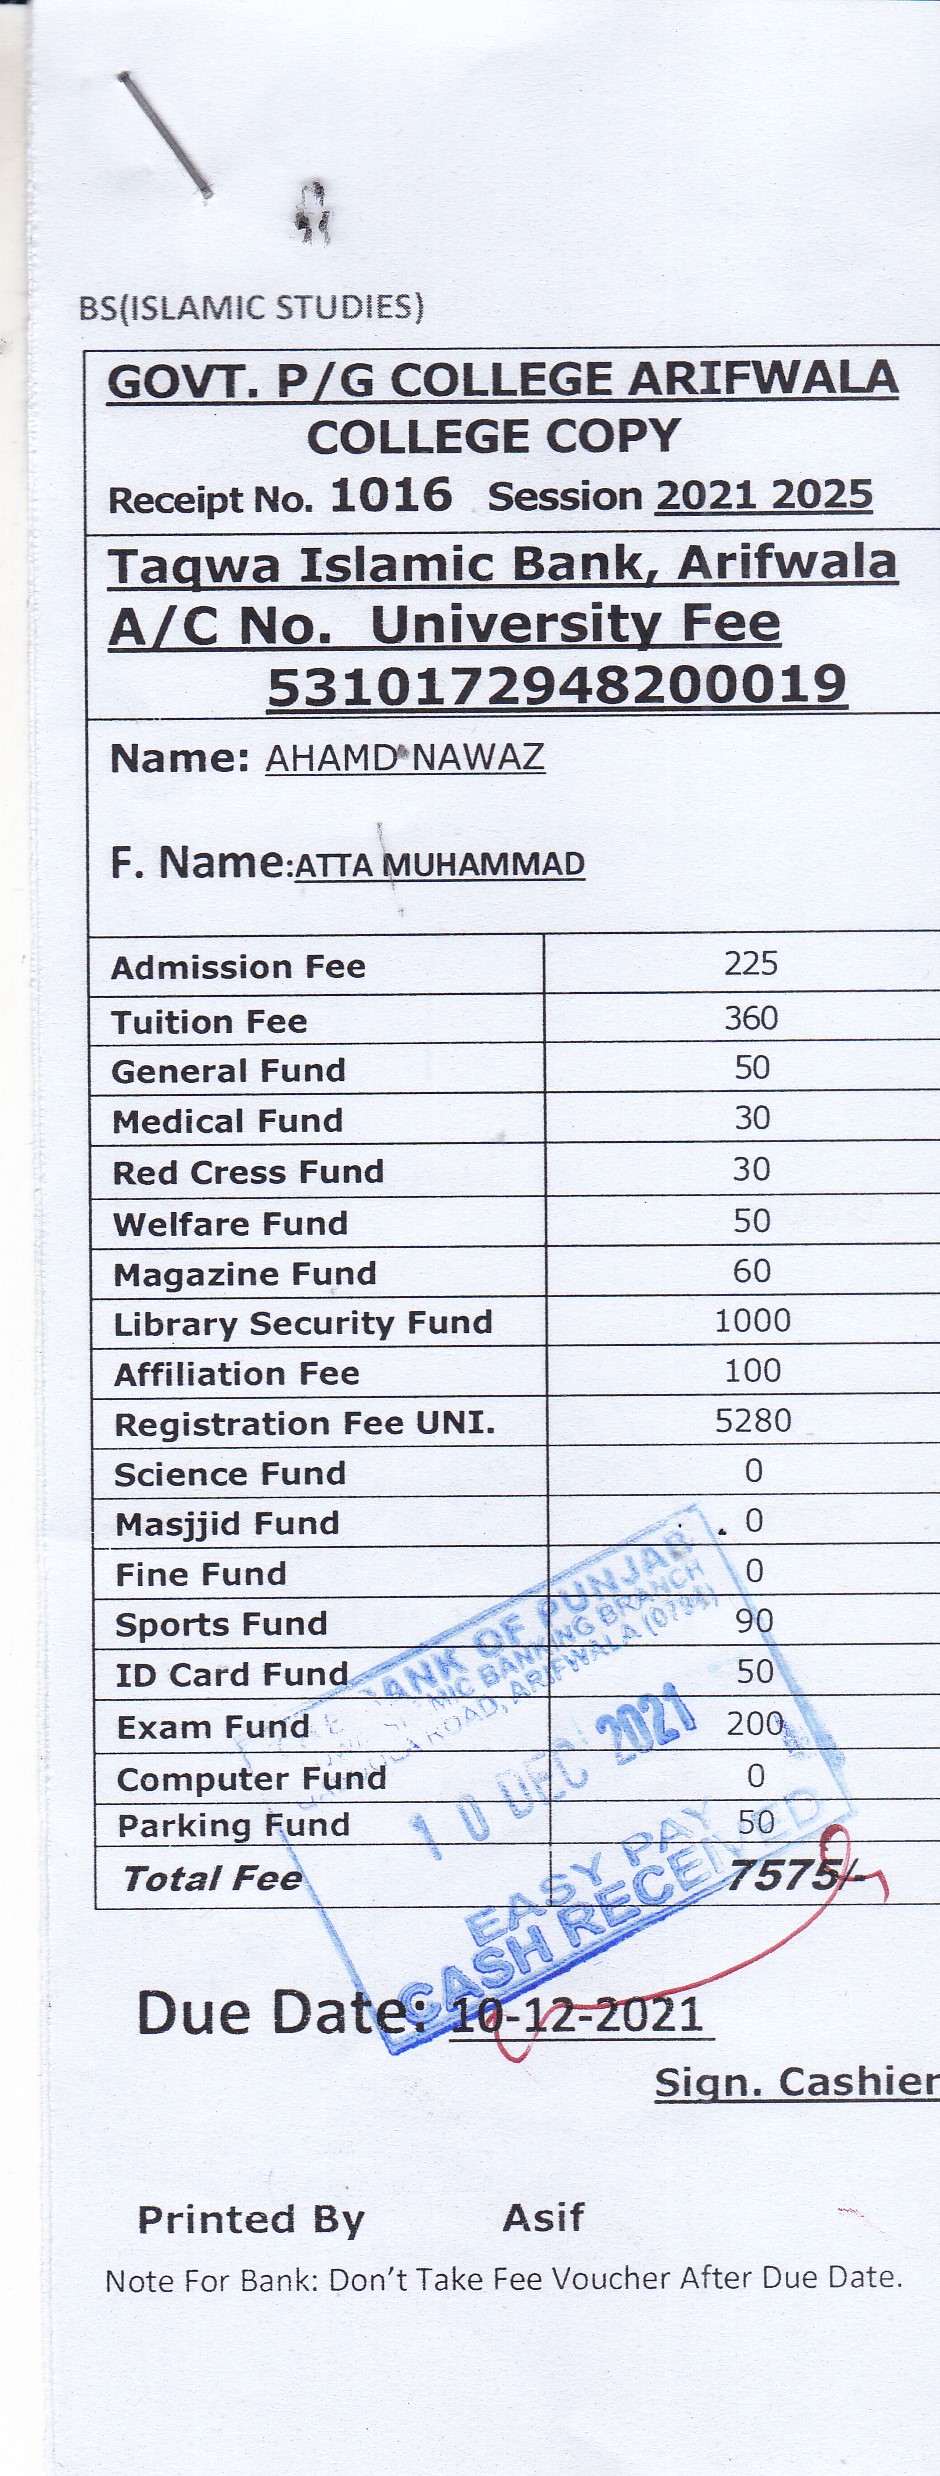 BS(ISLAMIC STUDIES)
GOVT. P/G COLLEGE ARIFWALA
COLLEGE COPY
Receipt No. 1016 Session 2021 2025
Taqwa Islamic Bank, Arifwala
A/C No. University Fee
5310172948200019
Name: AHAMD NAWAZ
F. Name:ATTA MUHAMMAD
Admission Fee 225
Tuition Fee 360
General Fund 50
Medical Fund 30
Red Cress Fund 30
Welfare Fund 50
Magazine Fund 60
Library Security Fund 1000
Affiliation Fee 100
Registration Fee UNI. 5280
Science Fund 0
Masjjid Fund 0
Fine Fund 0
Sports Fund 90
ID Card Fund 50
Exam Fund 200
Computer Fund 0
Parking Fund 50
Total Fee 7575/-
BANK OF PUNJAB
BANKING BRANCH
ROAD, ARIFWALA (0734)
10 DEC 2021
EASY PAY
CASH RECEIVED
Due Date: 10-12-2021
Sign. Cashier
Printed By Asif
Note For Bank: Don't Take Fee Voucher After Due Date.